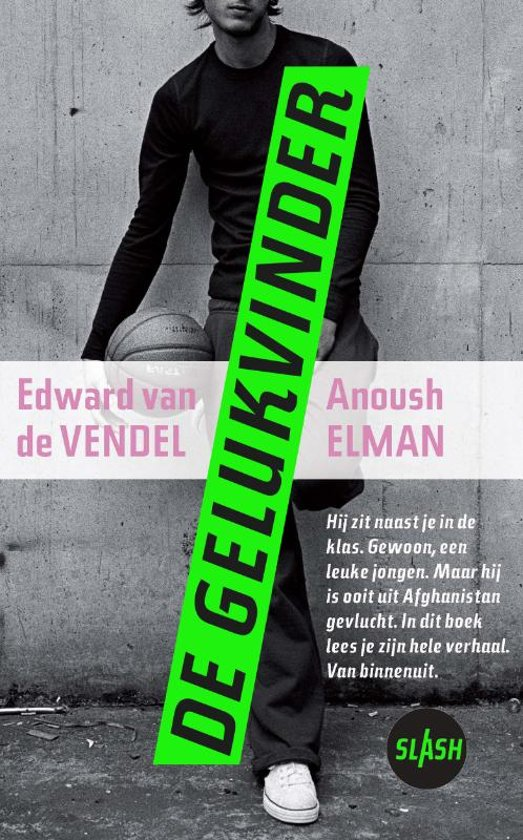 DE GELUKVINDER
Edward van
de VENDEL
Anoush
ELMAN
Hij zit naast je in de
klas. Gewoon, een
leuke jongen. Maar hij
is ooit uit Afghanistan
gevlucht. In dit boek
lees je zijn hele verhaal.
Van binnenuit.
SLASH